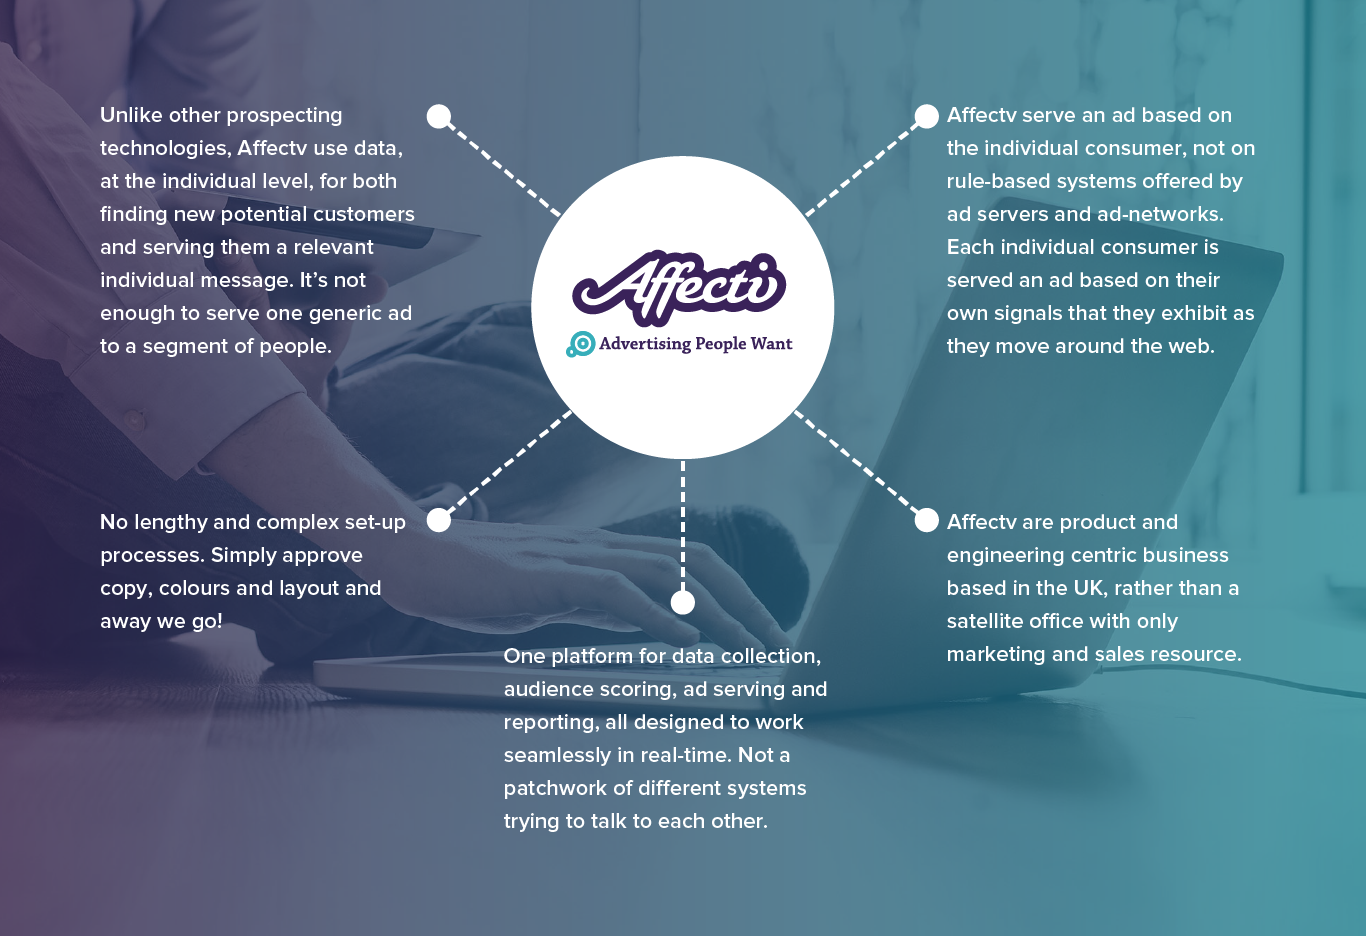 Unlike other prospecting
technologies, Affectv use data,
at the individual level, for both
finding new potential customers
and serving them a relevant
individual message. It’s not
enough to serve one generic ad
to a segment of people.
Affectv
Advertising People Want
Affectv serve an ad based on
the individual consumer, not on
rule-based systems offered by
ad servers and ad-networks.
Each individual consumer is
served an ad based on their
own signals that they exhibit as
they move around the web.
No lengthy and complex set-up
processes. Simply approve
copy, colours and layout and
away we go!
One platform for data collection,
audience scoring, ad serving and
reporting, all designed to work
seamlessly in real-time. Not a
patchwork of different systems
trying to talk to each other.
Affectv are product and
engineering centric business
based in the UK, rather than a
satellite office with only
marketing and sales resource.